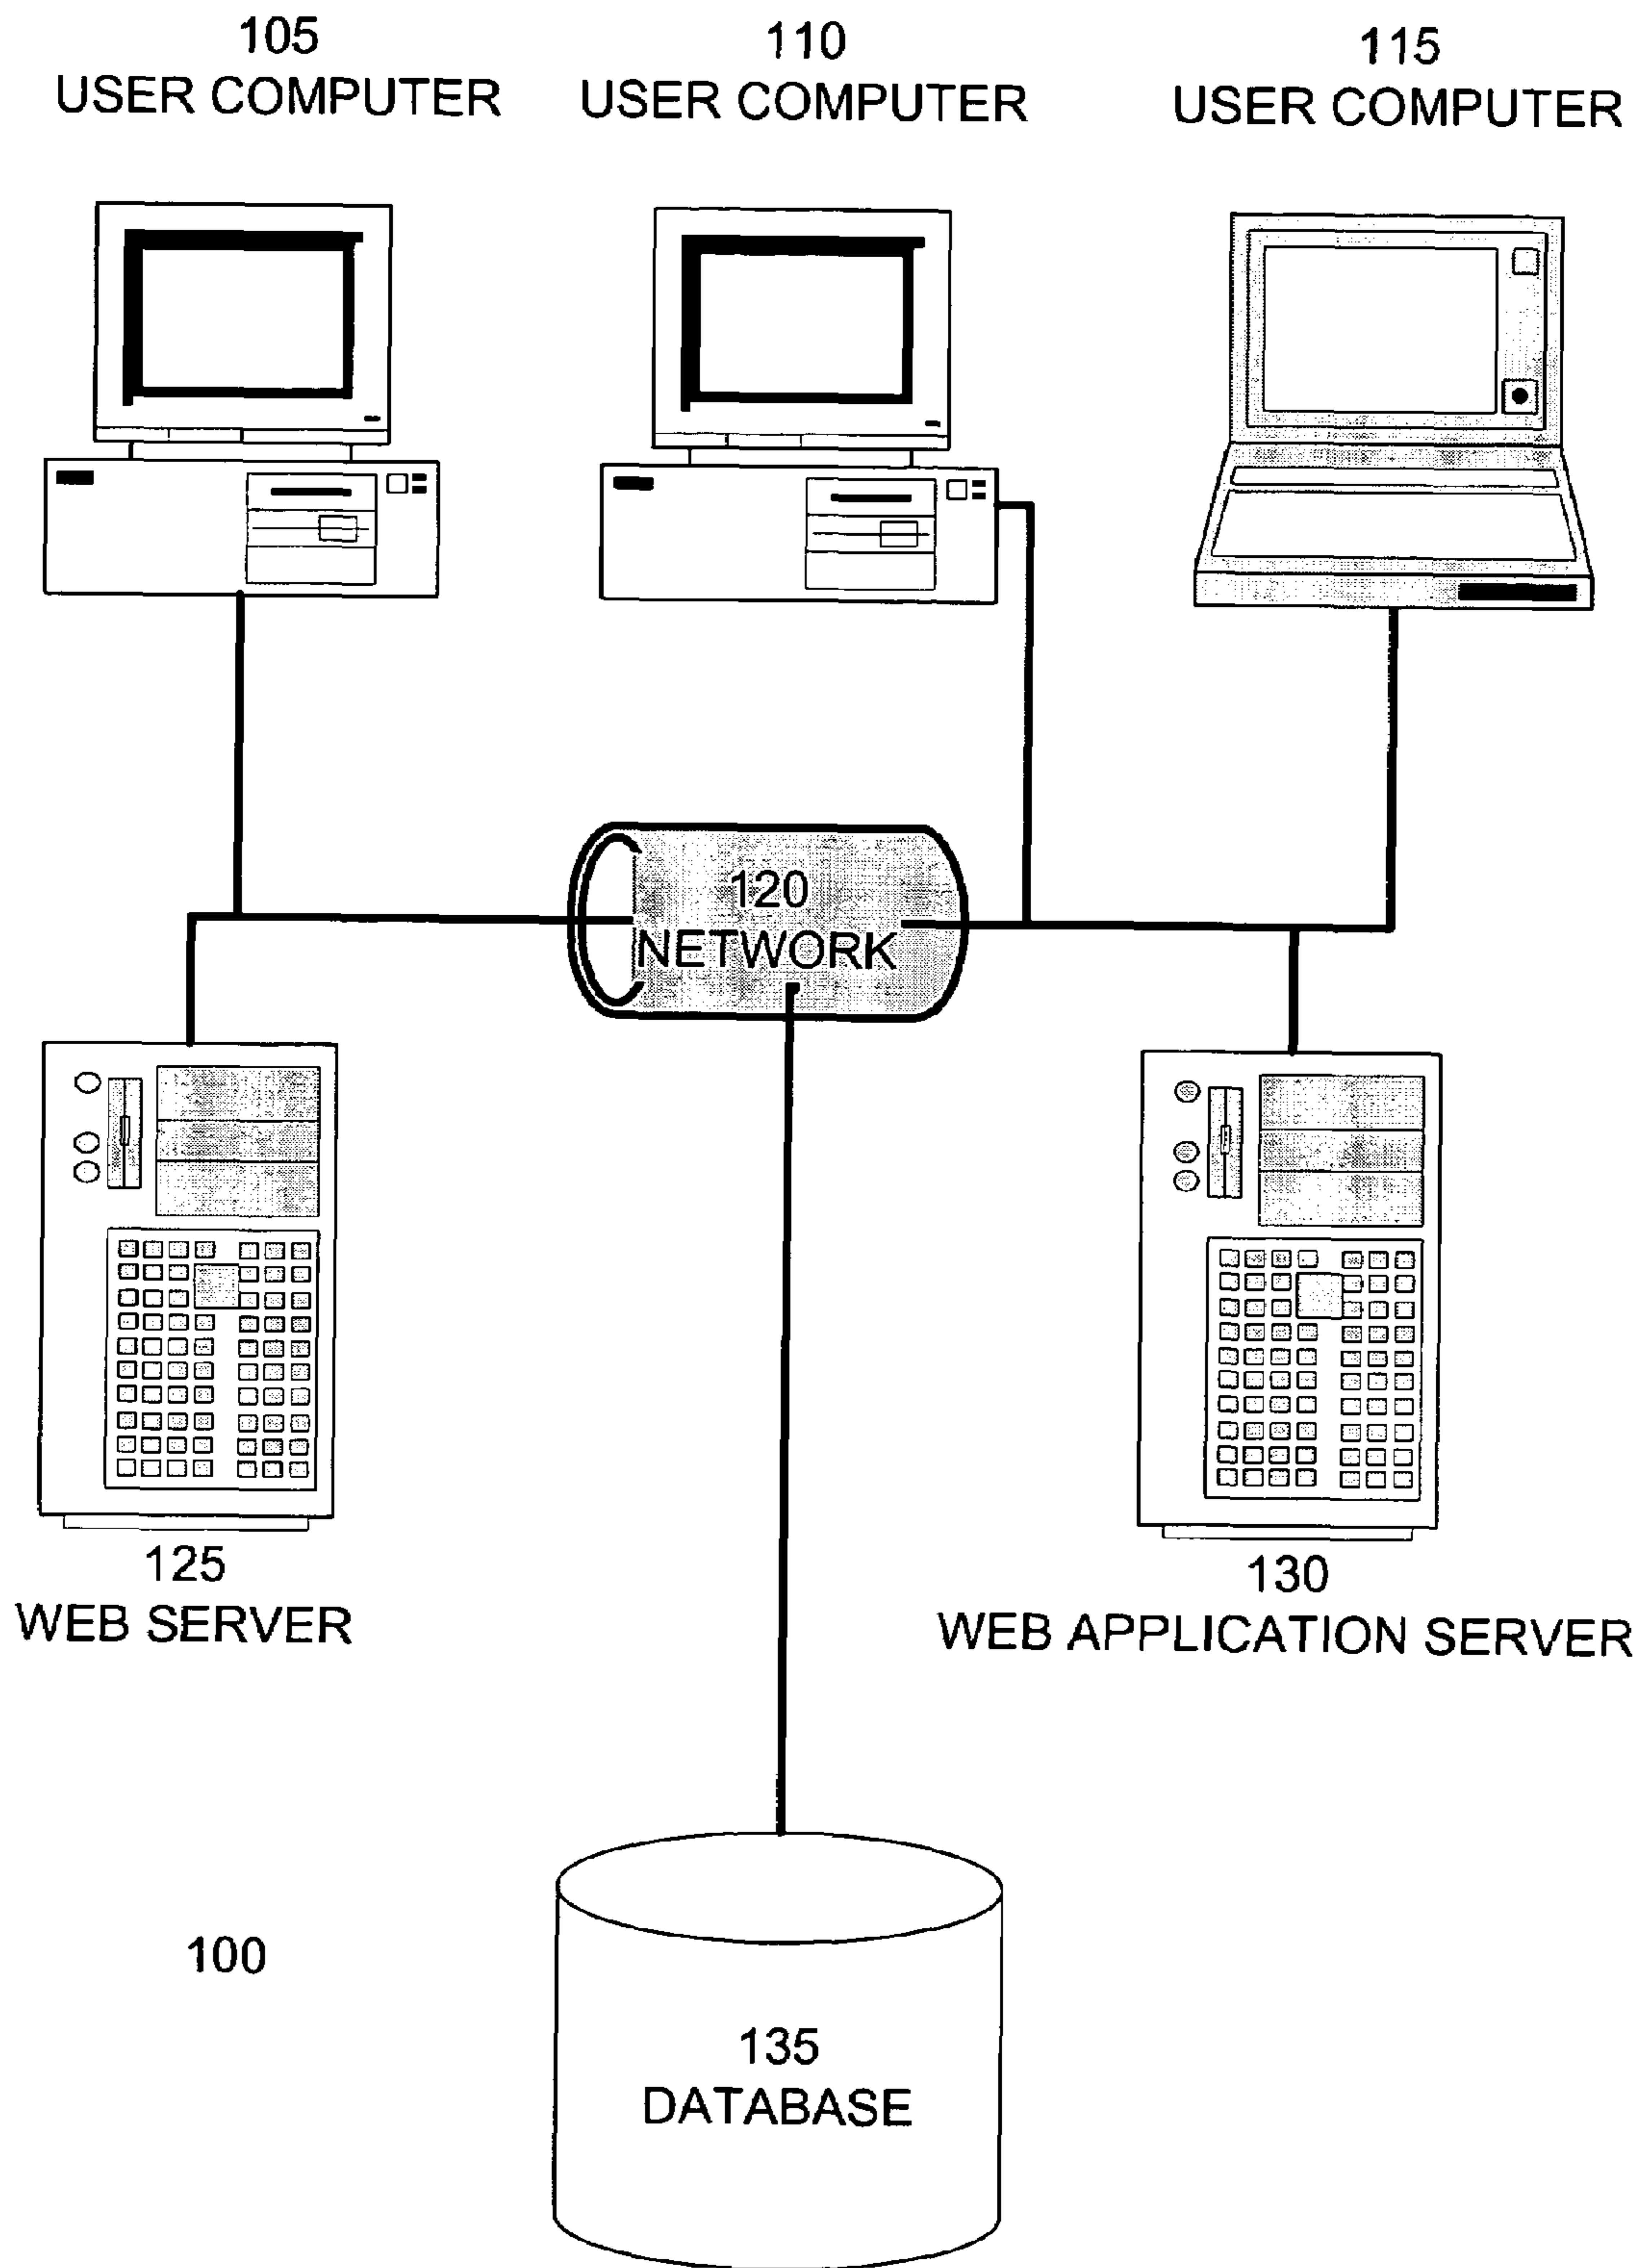 105
USER COMPUTER
110
USER COMPUTER
115
USER COMPUTER
120
NETWORK
125
WEB SERVER
130
WEB APPLICATION SERVER
100
135
DATABASE